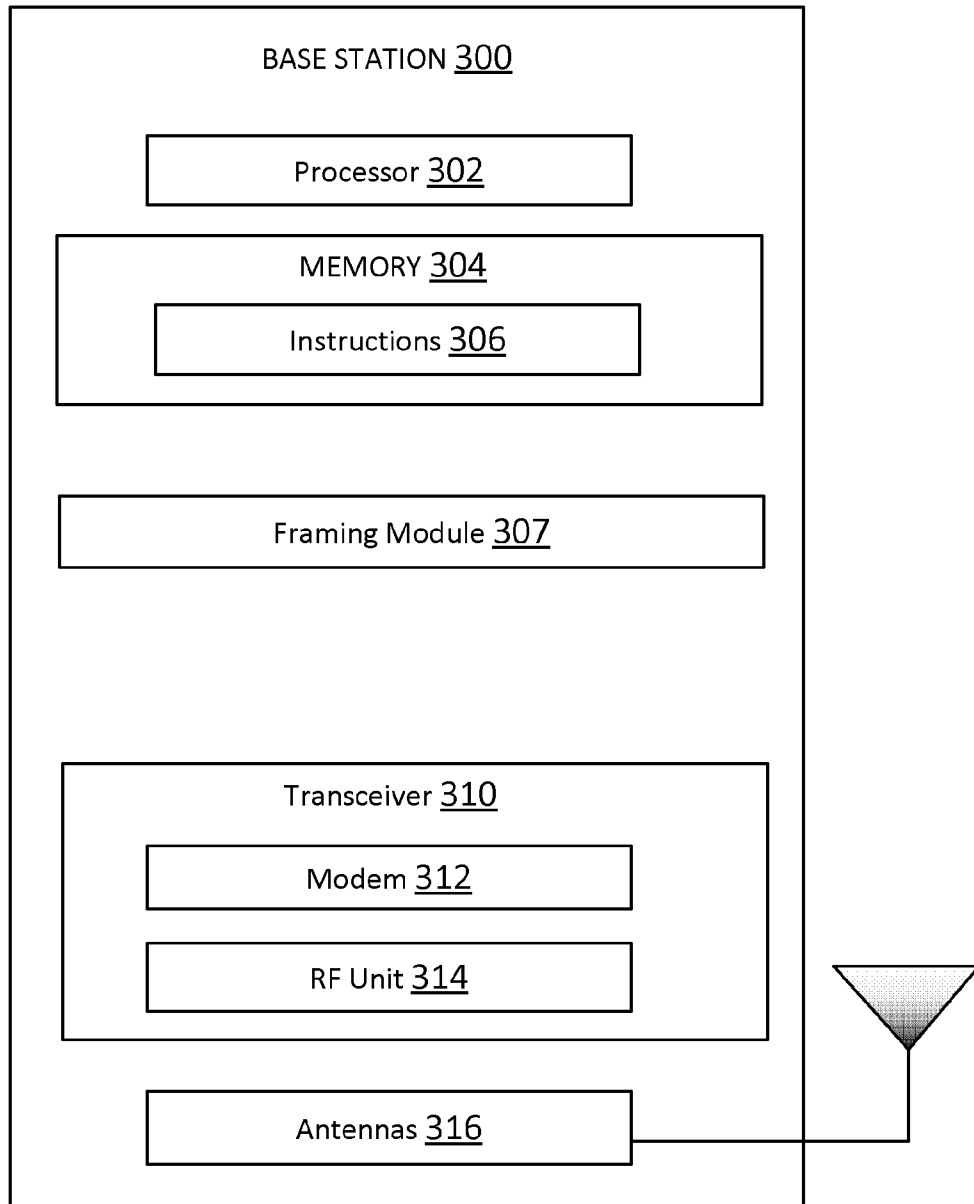 BASE STATION 300
Processor 302
MEMORY 304
Instructions 306
Framing Module 307
Transceiver 310
Modem 312
RF Unit 314
Antennas 316